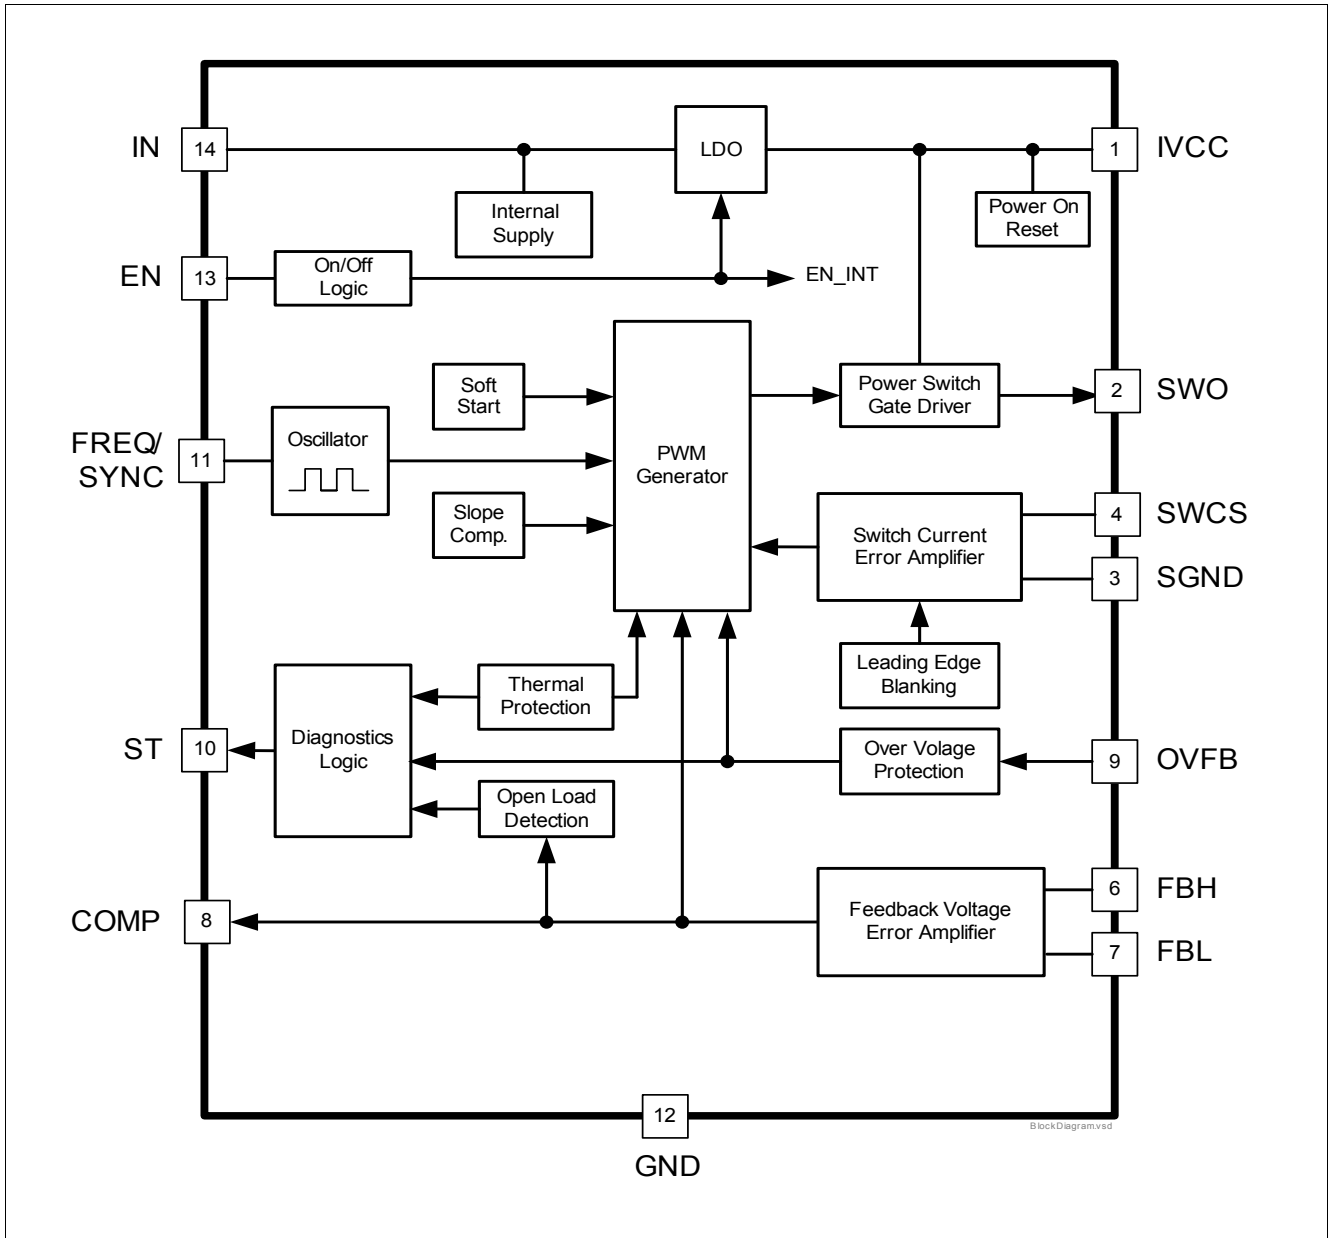 IN
14
LDO
1
IVCC
Internal
Supply
Power On
Reset
EN
13
On/Off
Logic
EN_INT
Soft
Start
Power Switch
Gate Driver
2
SWO
FREQ/
SYNC
11
Oscillator
PWM
Generator
Slope
Comp.
Switch Current
Error Amplifier
4
SWCS
3
SGND
Leading Edge
Blanking
Thermal
Protection
ST
10
Diagnostics
Logic
Over Volage
Protection
9
OVFB
Open Load
Detection
COMP
8
Feedback Voltage
Error Amplifier
6
FBH
7
FBL
12
GND
BlockDiagram.vsd